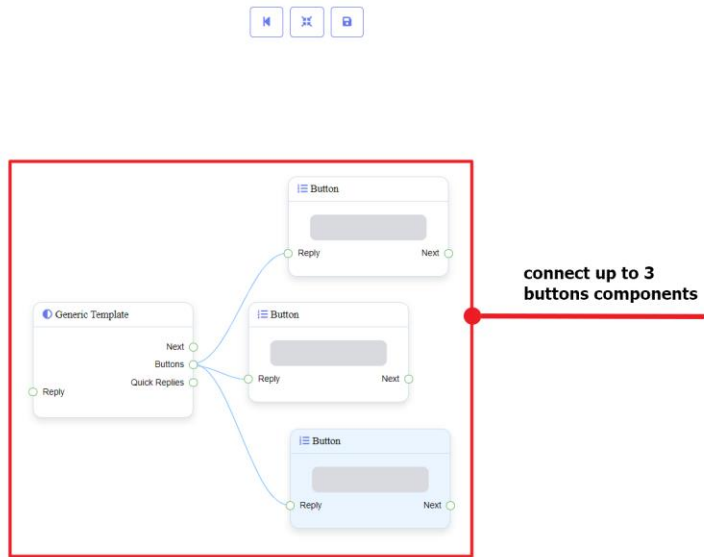 Button
Reply Next
connect up to 3
buttons components
Generic Template
Next
Buttons
Quick Replies
Reply
Button
Reply Next
Button
Reply Next